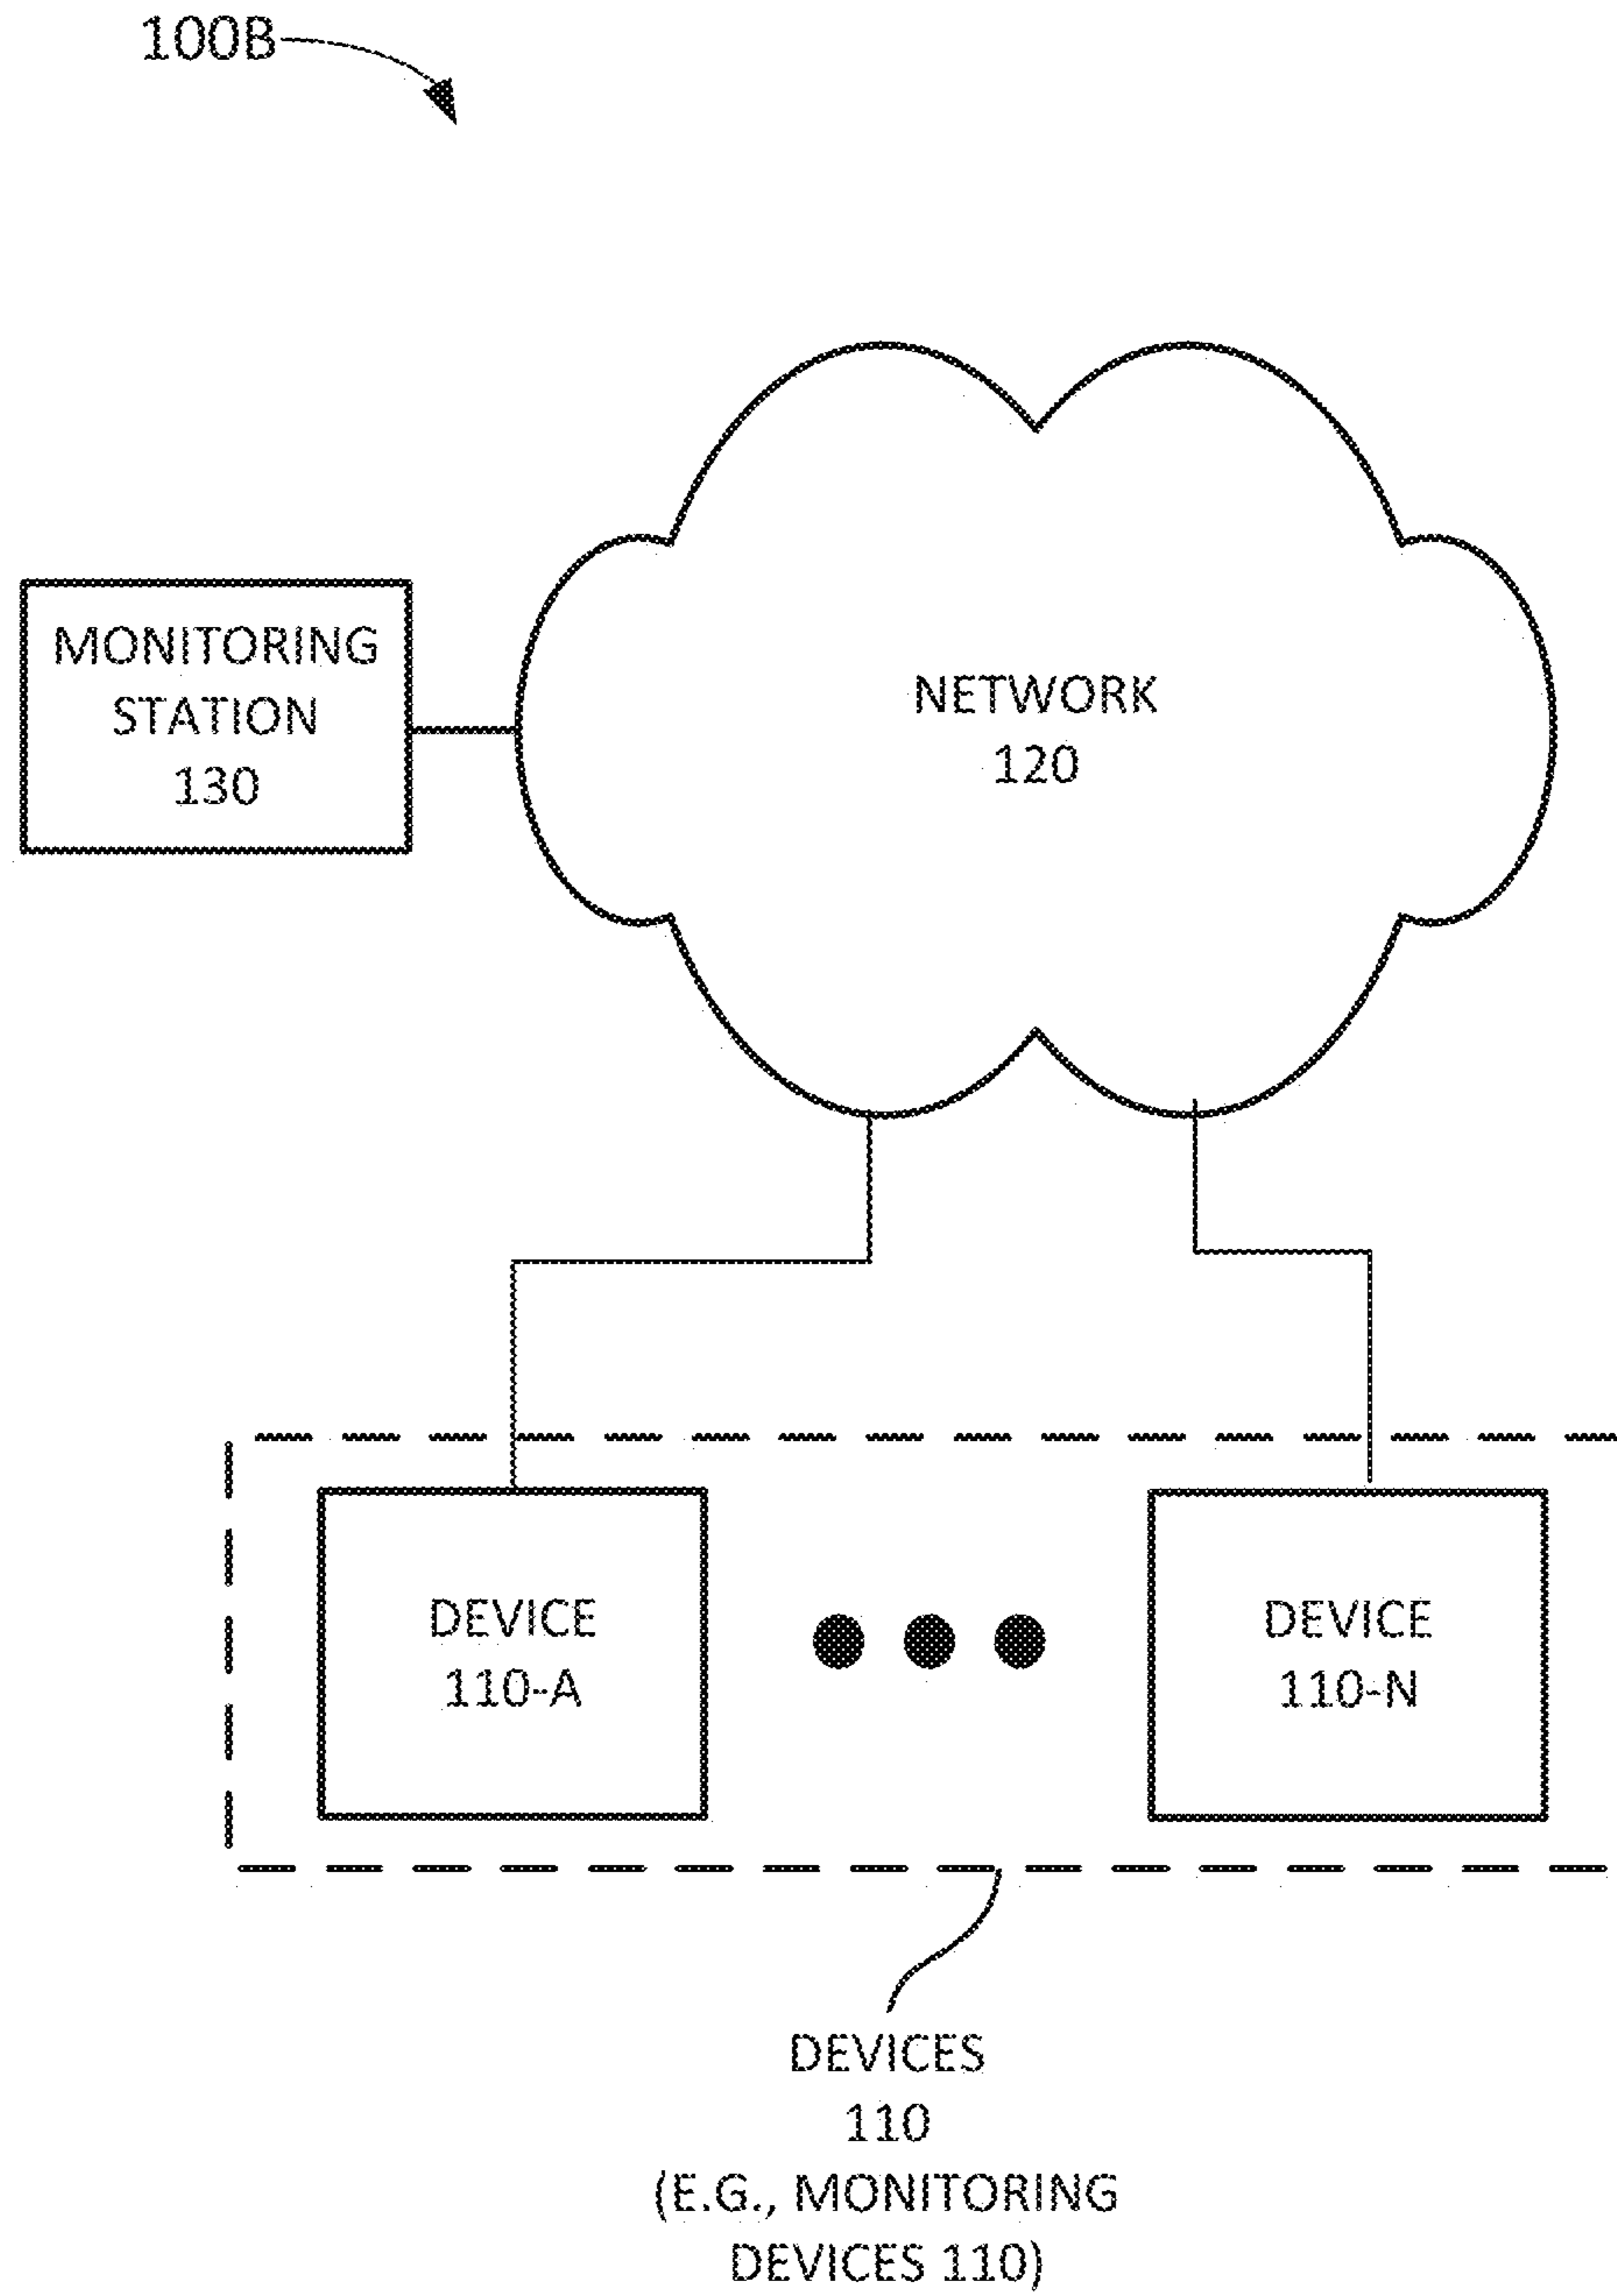 100B
MONITORING
STATION
130
NETWORK
120
DEVICE
110-A
DEVICE
110-N
DEVICES
110
(E.G., MONITORING
DEVICES 110)